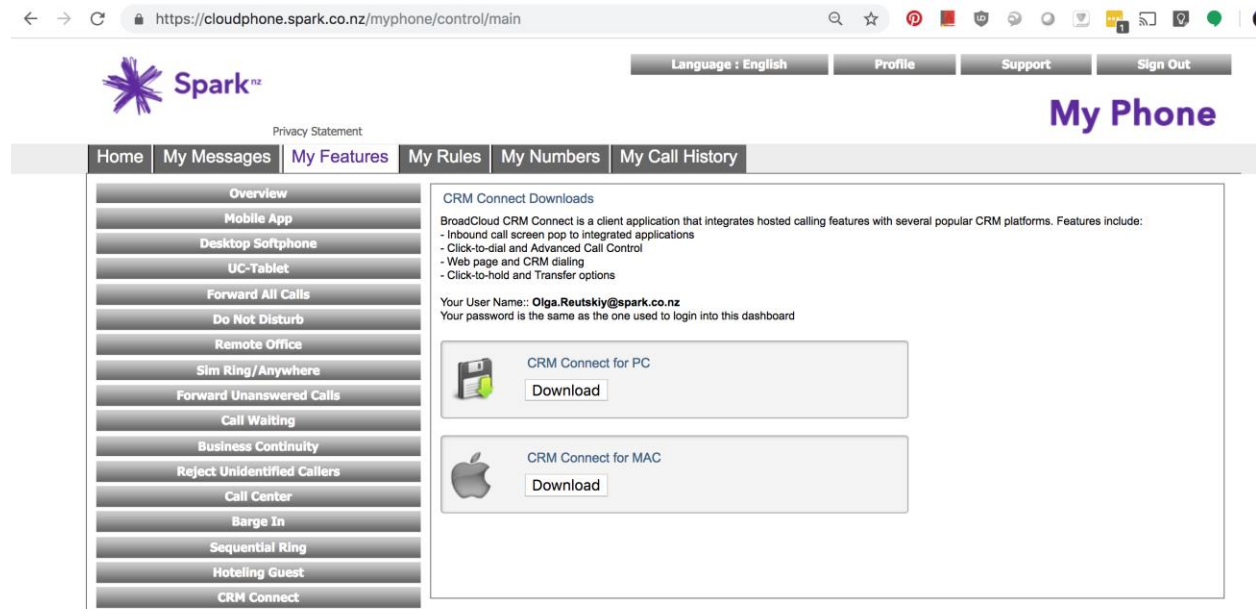 https://cloudphone.spark.co.nz/myphone/control/main
1
Language : English
Profile
Support
Sign Out
Spark nz
My Phone
Privacy Statement
Home
My Messages
My Features
My Rules
My Numbers
My Call History
Overview
Mobile App
Desktop Softphone
UC-Tablet
Forward All Calls
Do Not Disturb
Remote Office
Sim Ring/Anywhere
Forward Unanswered Calls
Call Waiting
Business Continuity
Reject Unidentified Callers
Call Center
Barge In
Sequential Ring
Hoteling Guest
CRM Connect
CRM Connect Downloads
BroadCloud CRM Connect is a client application that integrates hosted calling features with several popular CRM platforms. Features include:
- Inbound call screen pop to integrated applications
- Click-to-dial and Advanced Call Control
- Web page and CRM dialing
- Click-to-hold and Transfer options
Your User Name:: Olga.Reutskiy@spark.co.nz
Your password is the same as the one used to login into this dashboard
CRM Connect for PC
Download
CRM Connect for MAC
Download